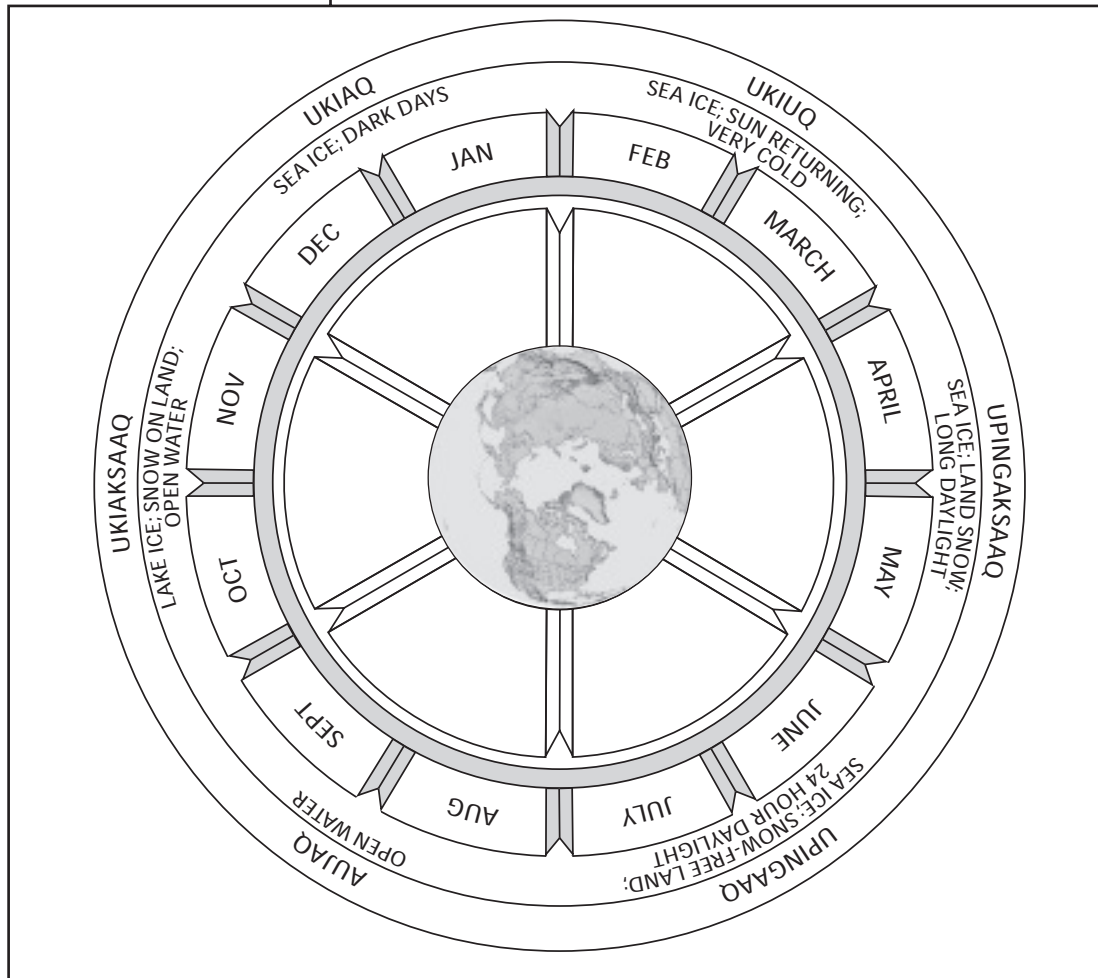 UKIUQ
SEA ICE; SUN RETURNING;
VERY COLD
FEB
MARCH
UPINGAKSAAQ
SEA ICE; LAND SNOW;
LONG DAYLIGHT
APRIL
MAY
UPINGAAQ
SEA ICE; SNOW-FREE LAND;
24 HOUR DAYLIGHT
JUNE
JULY
AUJAQ
OPEN WATER
AUG
SEPT
UKIAKSAAQ
LAKE ICE; SNOW ON LAND;
OPEN WATER
OCT
NOV
UKIAQ
SEA ICE; DARK DAYS
DEC
JAN